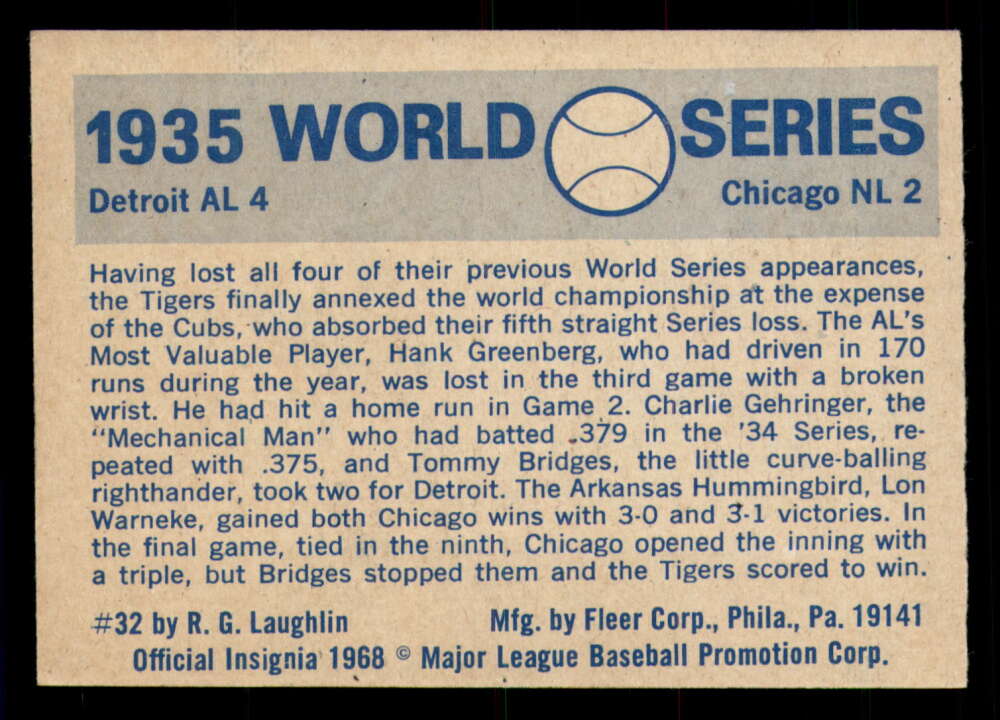 1935 WORLD SERIES
Detroit AL 4 Chicago NL 2
Having lost all four of their previous World Series appearances,
the Tigers finally annexed the world championship at the expense
of the Cubs, who absorbed their fifth straight Series loss. The AL's
Most Valuable Player, Hank Greenberg, who had driven in 170
runs during the year, was lost in the third game with a broken
wrist. He had hit a home run in Game 2. Charlie Gehringer, the
"Mechanical Man" who had batted .379 in the '34 Series, re-
peated with .375, and Tommy Bridges, the little curve-balling
righthander, took two for Detroit. The Arkansas Hummingbird, Lon
Warneke, gained both Chicago wins with 3-0 and 3-1 victories. In
the final game, tied in the ninth, Chicago opened the inning with
a triple, but Bridges stopped them and the Tigers scored to win.
#32 by R. G. Laughlin Mfg. by Fleer Corp., Phila., Pa. 19141
Official Insignia 1968 © Major League Baseball Promotion Corp.